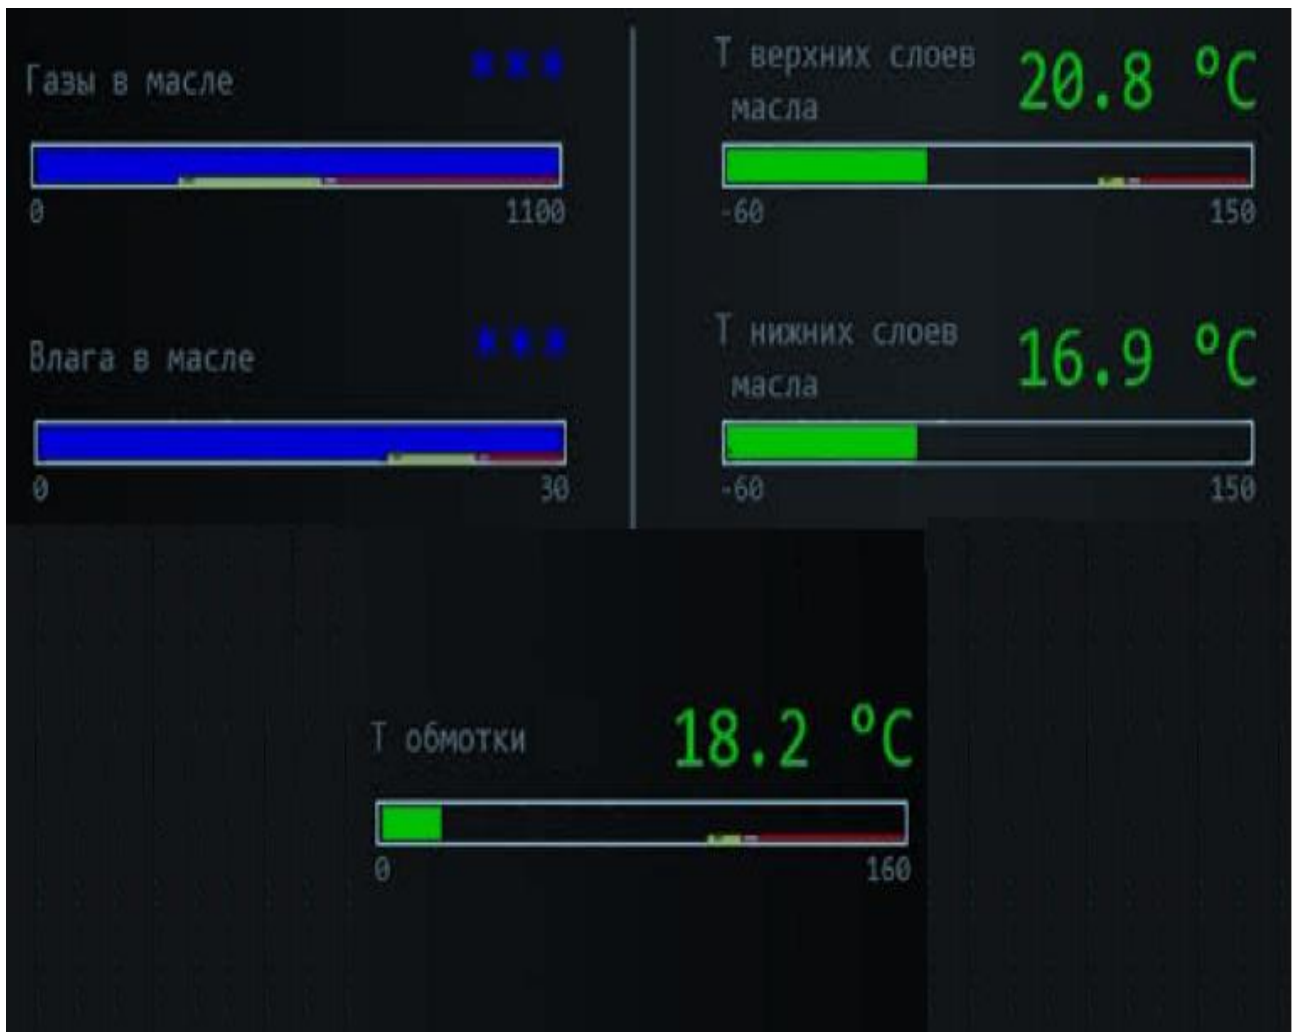 Газы в масле
***
0
1100
Т верхних слоев
масла
20.8 °C
-60
150
Влага в масле
***
0
30
Т нижних слоев
масла
16.9 °C
-60
150
Т обмотки
18.2 °C
0
160